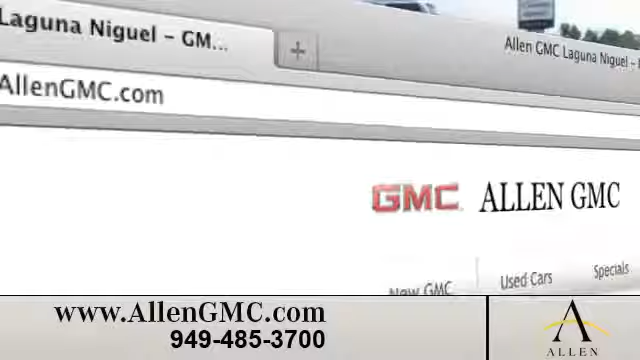 Laguna Niguel - GM...
Allen GMC Laguna Niguel -
AllenGMC.com
GMC ALLEN GMC
New GMC Used Cars Specials
www.AllenGMC.com
949-485-3700
ALLEN